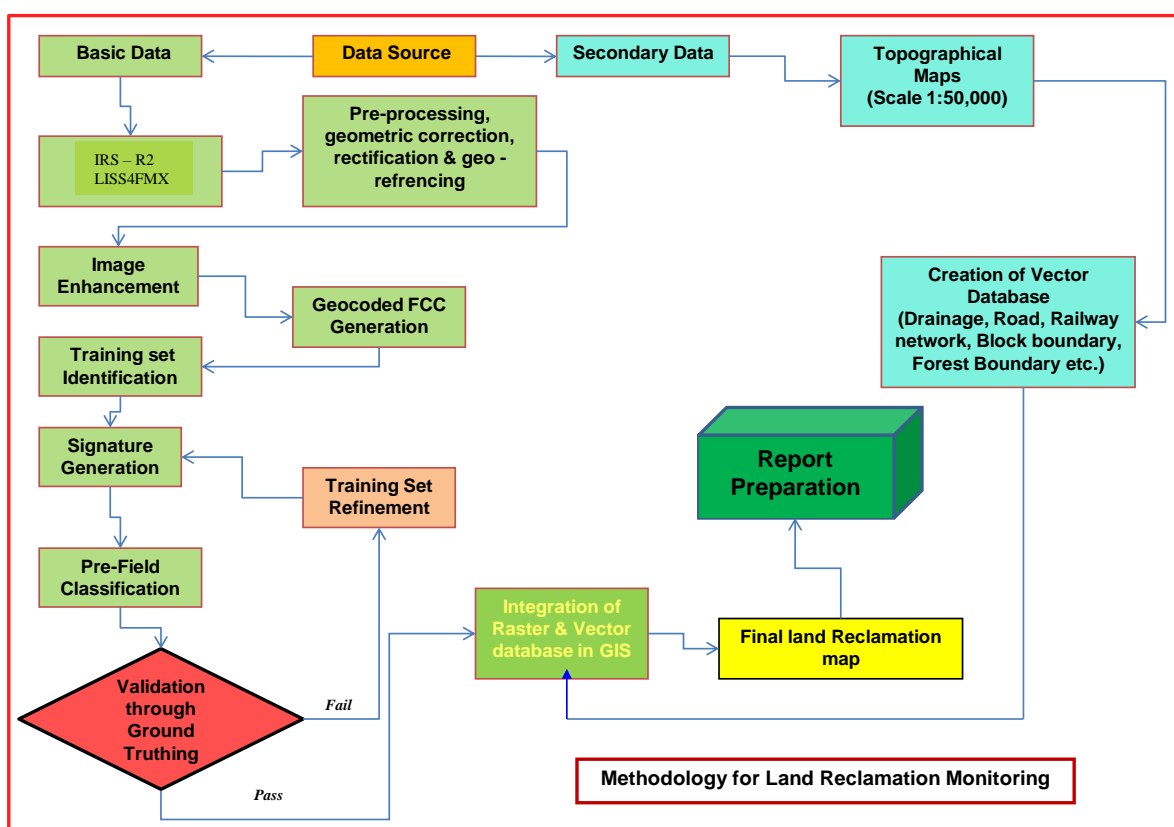 Basic Data
Data Source
Secondary Data
Topographical
Maps
(Scale 1:50,000)
Pre-processing,
geometric correction,
rectification & geo -
refrencing
IRS – R2
LISS4FMX
Image
Enhancement
Geocoded FCC
Generation
Creation of Vector
Database
(Drainage, Road, Railway
network, Block boundary,
Forest Boundary etc.)
Training set
Identification
Signature
Generation
Training Set
Refinement
Report
Preparation
Pre-Field
Classification
Integration of
Raster & Vector
database in GIS
Final land Reclamation
map
Validation
through
Ground
Truthing
Fail
Pass
Methodology for Land Reclamation Monitoring